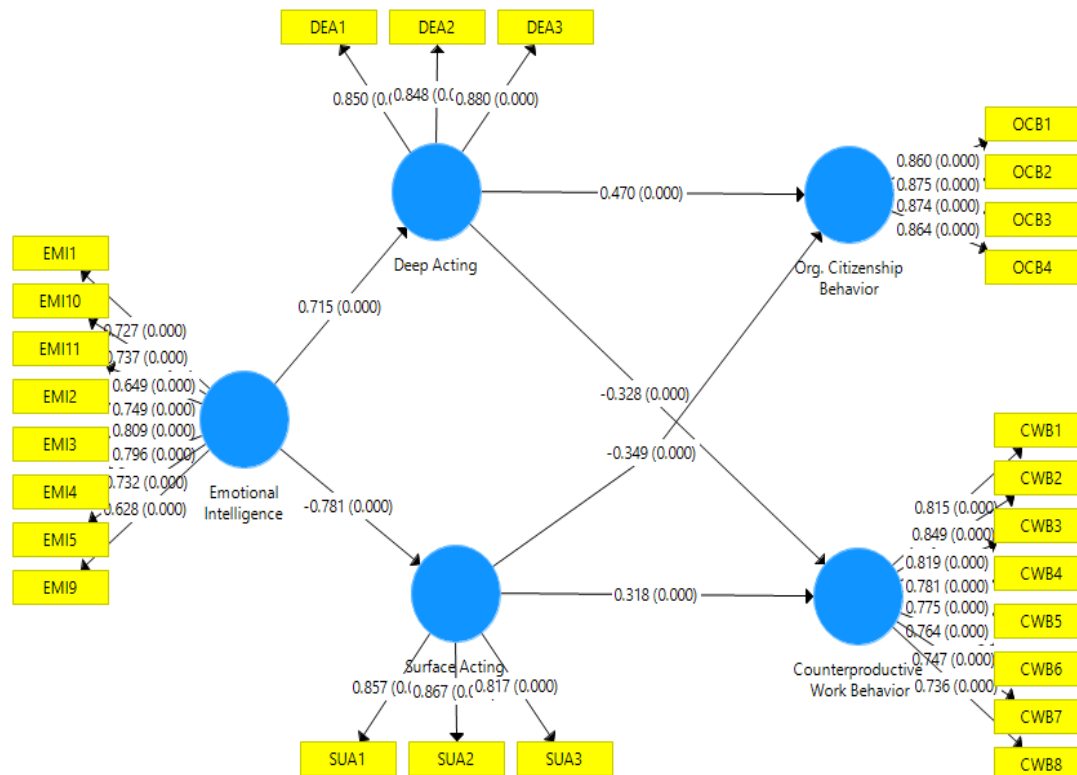 DEA1
DEA2
DEA3
0.850 (0.0
0.848 (0.0
0.880 (0.000)
Deep Acting
OCB1
OCB2
OCB3
OCB4
0.860 (0.000)
0.875 (0.000)
0.874 (0.000)
0.864 (0.000)
Org. Citizenship
Behavior
0.470 (0.000)
EMI1
EMI10
EMI11
EMI2
EMI3
EMI4
EMI5
EMI9
0.727 (0.000)
0.737 (0.000)
0.649 (0.000)
0.749 (0.000)
0.809 (0.000)
0.796 (0.000)
0.732 (0.000)
0.628 (0.000)
Emotional
Intelligence
0.715 (0.000)
-0.781 (0.000)
-0.328 (0.000)
-0.349 (0.000)
0.318 (0.000)
CWB1
CWB2
CWB3
CWB4
CWB5
CWB6
CWB7
CWB8
0.815 (0.000)
0.849 (0.000)
0.819 (0.000)
0.781 (0.000)
0.775 (0.000)
0.764 (0.000)
0.747 (0.000)
0.736 (0.000)
Counterproductive
Work Behavior
Surface Acting
0.857 (0.0
0.867 (0.0
0.817 (0.000)
SUA1
SUA2
SUA3